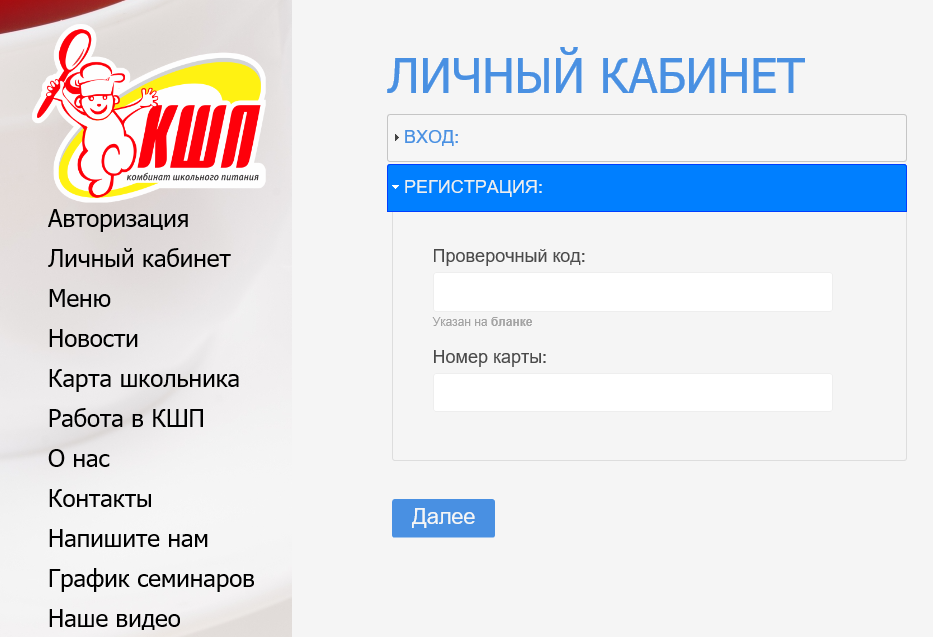 КШП
комбинат школьного питания
Авторизация
Личный кабинет
Меню
Новости
Карта школьника
Работа в КШП
О нас
Контакты
Напишите нам
График семинаров
Наше видео
ЛИЧНЫЙ КАБИНЕТ
ВХОД:
РЕГИСТРАЦИЯ:
Проверочный код:
Указан на бланке
Номер карты:
Далее